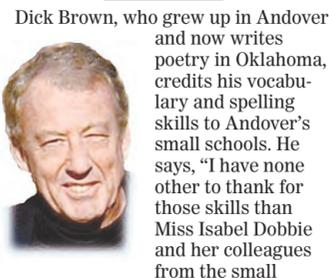 Dick Brown, who grew up in Andover
and now writes
poetry in Oklahoma,
credits his vocabu-
lary and spelling
skills to Andover’s
small schools. He
says, “I have none
other to thank for
those skills than
Miss Isabel Dobbie
and her colleagues
from the small